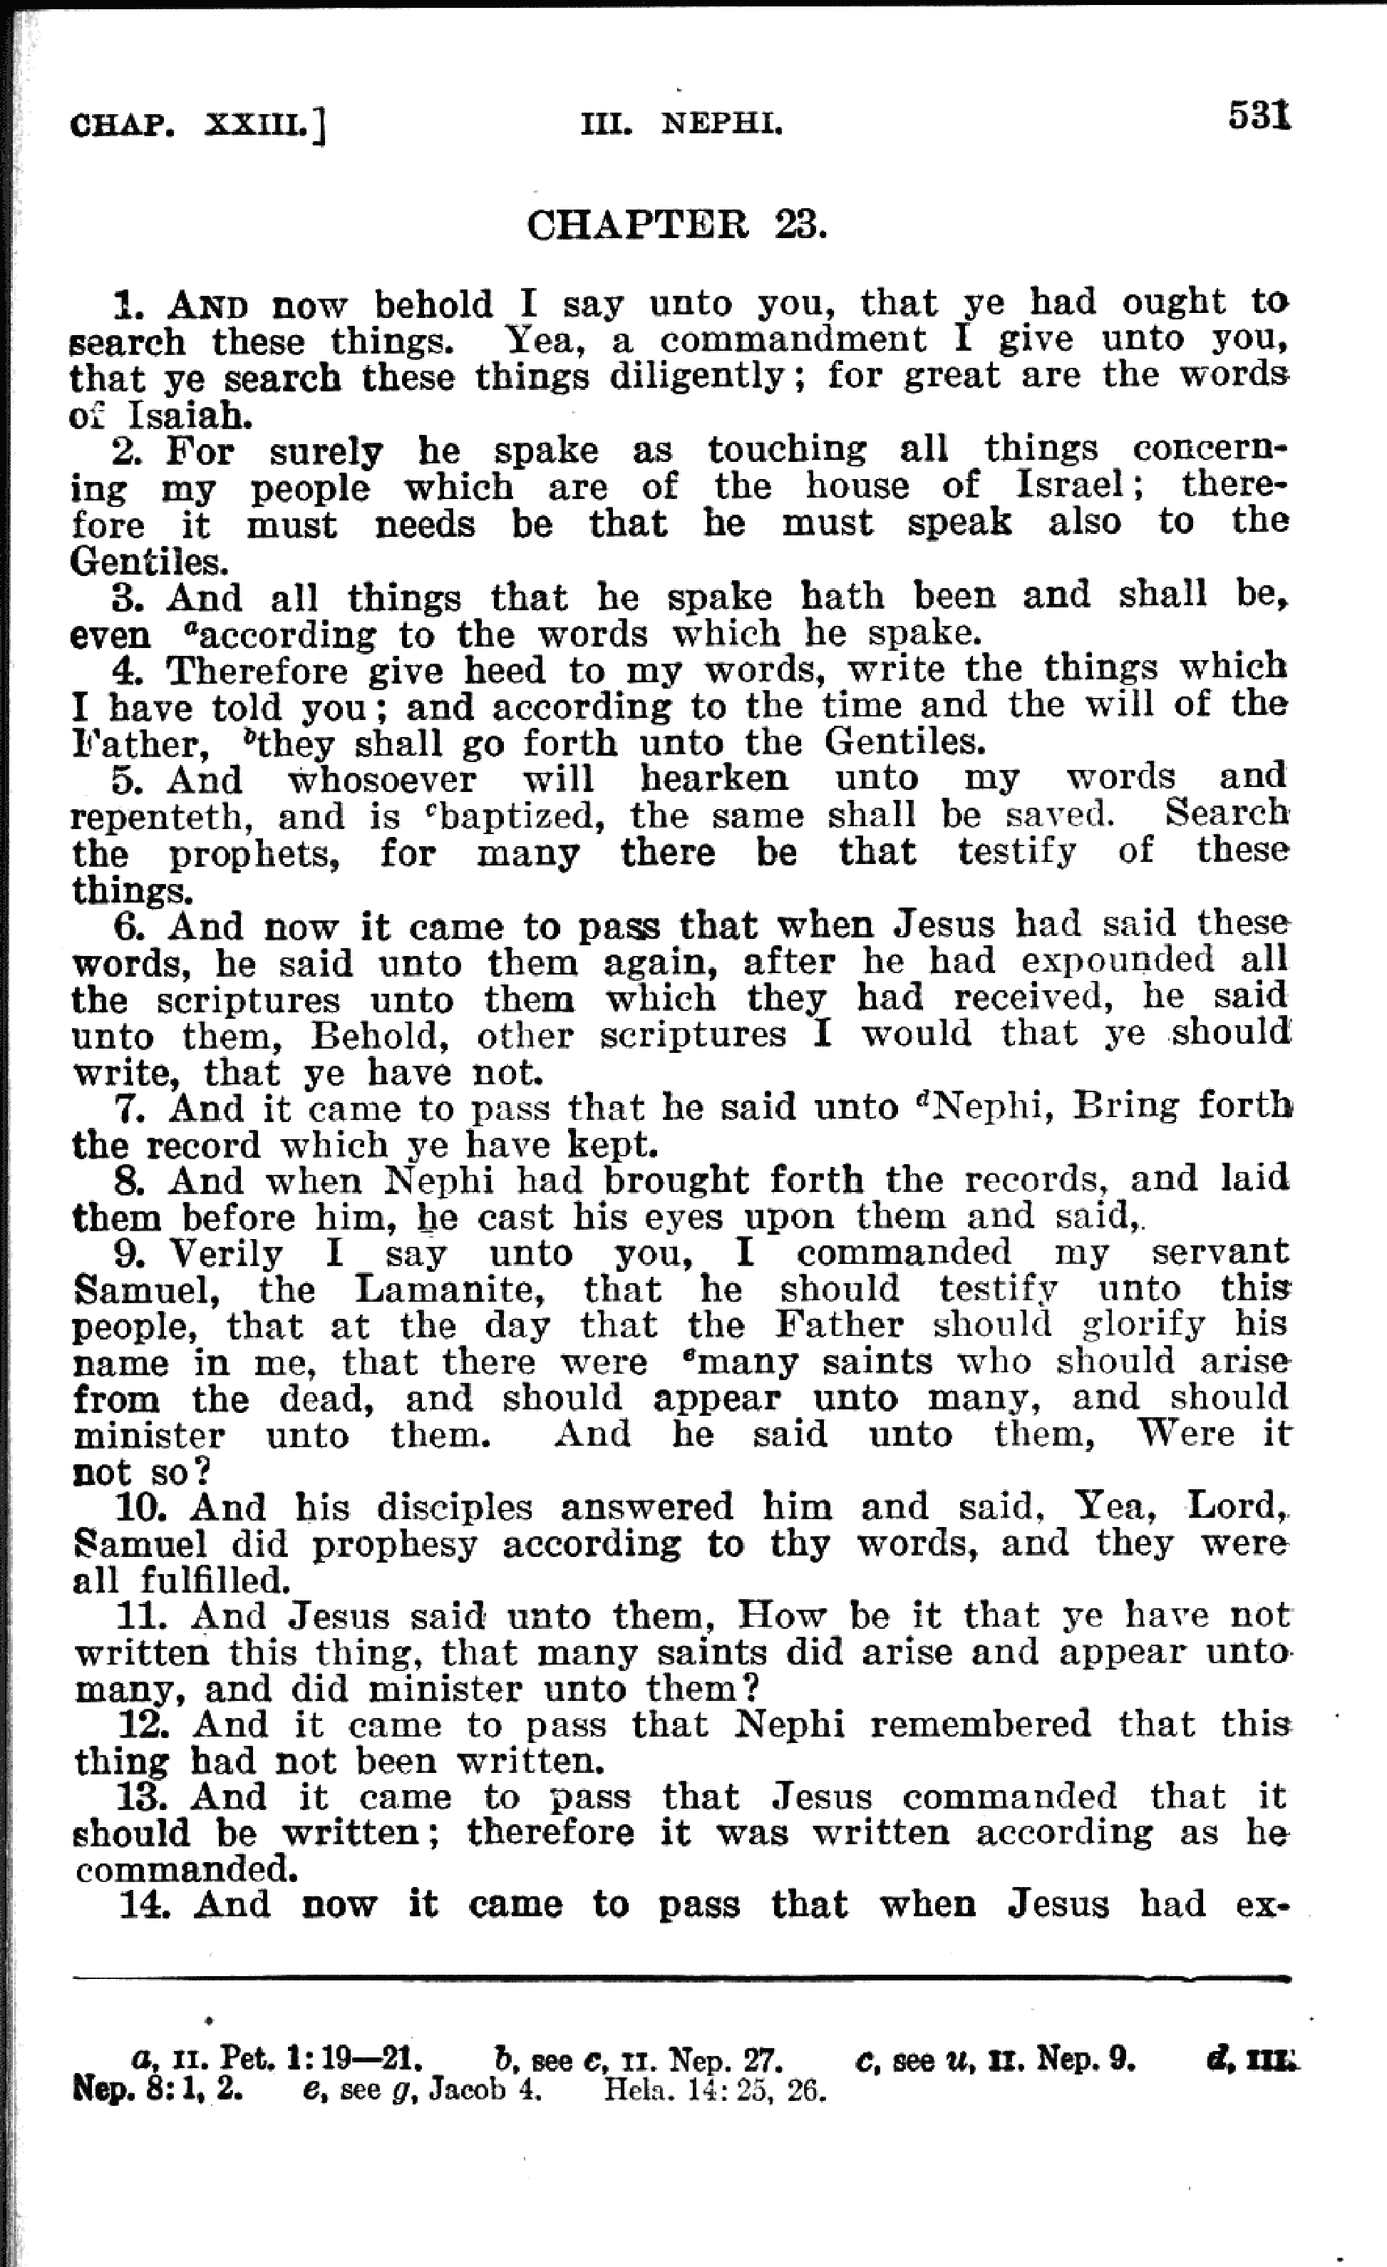 CHAP. XXIII.] III. NEPHI. 531
CHAPTER 23.
1. AND now behold I say unto you, that ye had ought to
search these things. Yea, a commandment I give unto you,
that ye search these things diligently; for great are the words
of Isaiah.
2. For surely he spake as touching all things concern-
ing my people which are of the house of Israel; there-
fore it must needs be that he must speak also to the
Gentiles.
3. And all things that he spake hath been and shall be,
even ᵃaccording to the words which he spake.
4. Therefore give heed to my words, write the things which
I have told you; and according to the time and the will of the
Father, ᵇthey shall go forth unto the Gentiles.
5. And whosoever will hearken unto my words and
repenteth, and is ᶜbaptized, the same shall be saved. Search
the prophets, for many there be that testify of these
things.
6. And now it came to pass that when Jesus had said these
words, he said unto them again, after he had expounded all
the scriptures unto them which they had received, he said
unto them, Behold, other scriptures I would that ye should
write, that ye have not.
7. And it came to pass that he said unto ᵈNephi, Bring forth
the record which ye have kept.
8. And when Nephi had brought forth the records, and laid
them before him, he cast his eyes upon them and said,
9. Verily I say unto you, I commanded my servant
Samuel, the Lamanite, that he should testify unto this
people, that at the day that the Father should glorify his
name in me, that there were ᵉmany saints who should arise
from the dead, and should appear unto many, and should
minister unto them. And he said unto them, Were it
not so?
10. And his disciples answered him and said, Yea, Lord,
Samuel did prophesy according to thy words, and they were
all fulfilled.
11. And Jesus said unto them, How be it that ye have not
written this thing, that many saints did arise and appear unto
many, and did minister unto them?
12. And it came to pass that Nephi remembered that this
thing had not been written.
13. And it came to pass that Jesus commanded that it
should be written; therefore it was written according as he
commanded.
14. And now it came to pass that when Jesus had ex-
a, II. Pet. 1:19—21. b, see c, II. Nep. 27. c, see u, II. Nep. 9. d, III.
Nep. 8:1, 2. e, see g, Jacob 4. Hela. 14:25, 26.